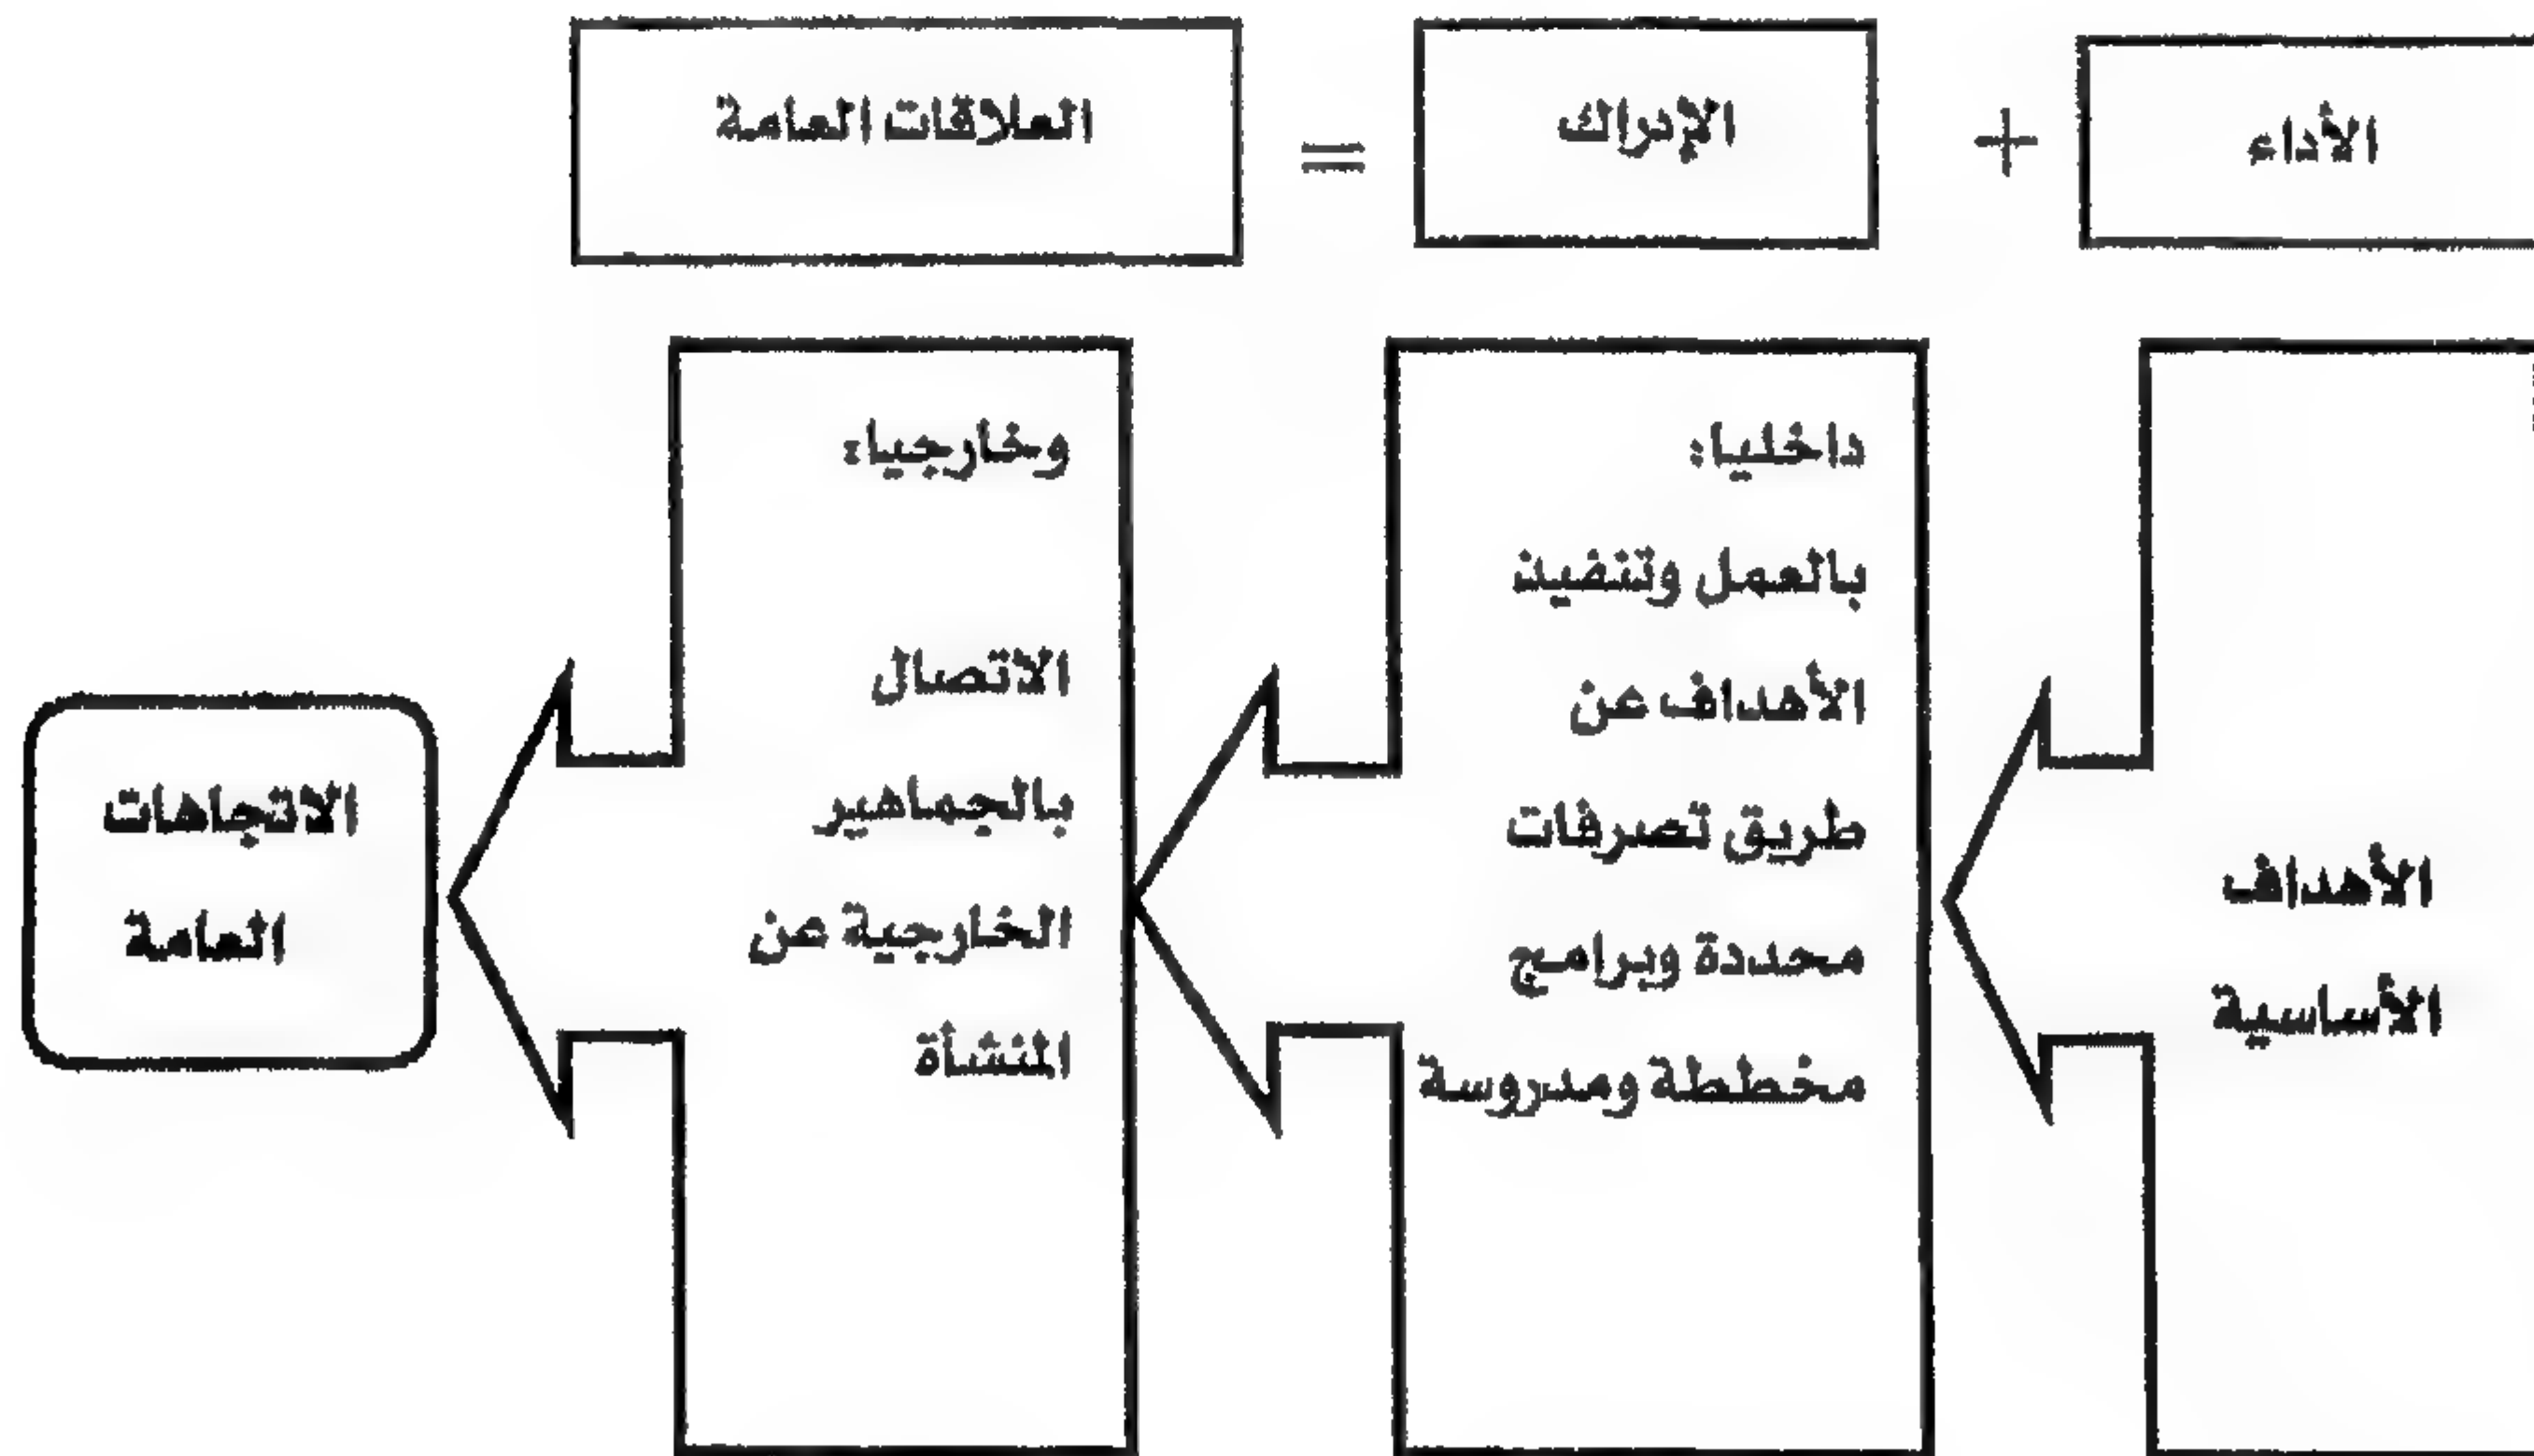 الأداء + الإدراك = العلاقات العامة
الأهداف
الأساسية
داخليا:
بالعمل وتنفيذ
الأهداف عن
طريق تصرفات
محددة وبرامج
مخططة ومدروسة
وخارجيا:
الاتصال
بالجماهير
الخارجية عن
المنشأة
الاتجاهات
العامة